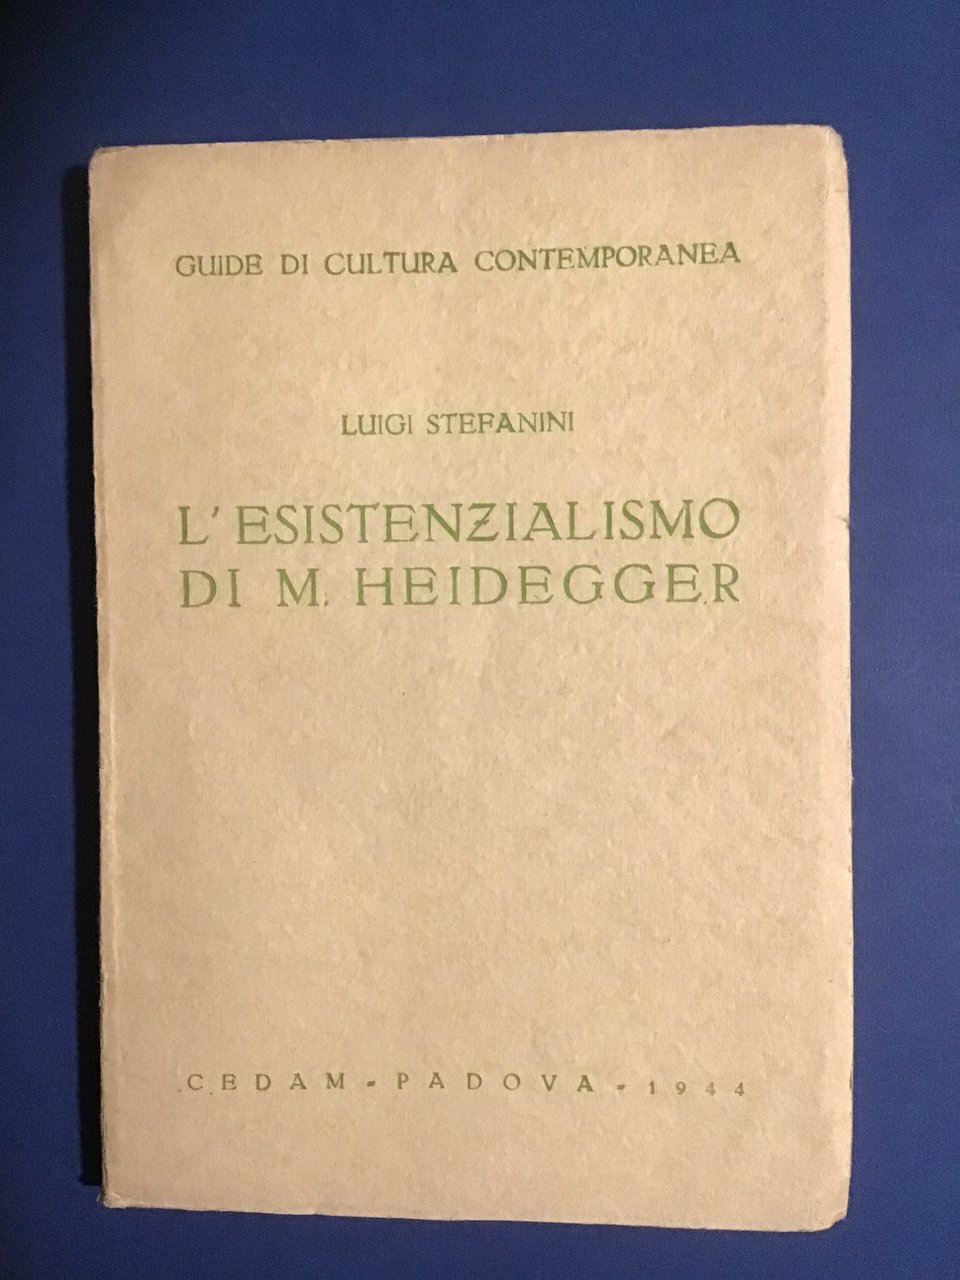 GUIDE DI CULTURA CONTEMPORANEA
LUIGI STEFANINI
L'ESISTENZIALISMO
DI M. HEIDEGGER
CEDAM - PADOVA - 1944